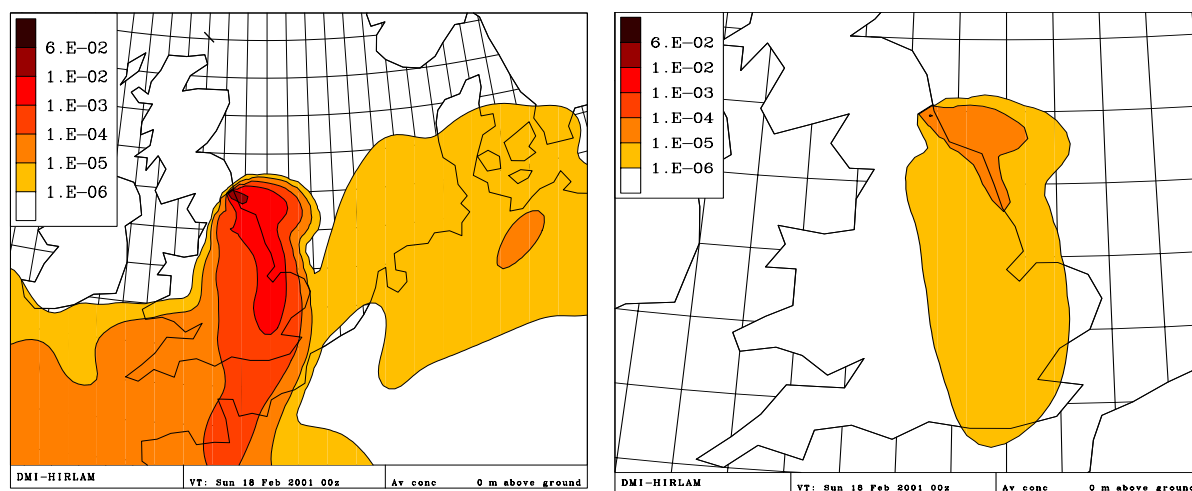 6.E-02
1.E-02
1.E-03
1.E-04
1.E-05
1.E-06
DMI-HIRLAM
VT: Sun 18 Feb 2001 00z
Av conc
0 m above ground
6.E-02
1.E-02
1.E-03
1.E-04
1.E-05
1.E-06
DMI-HIRLAM
VT: Sun 18 Feb 2001 00z
Av conc
0 m above ground